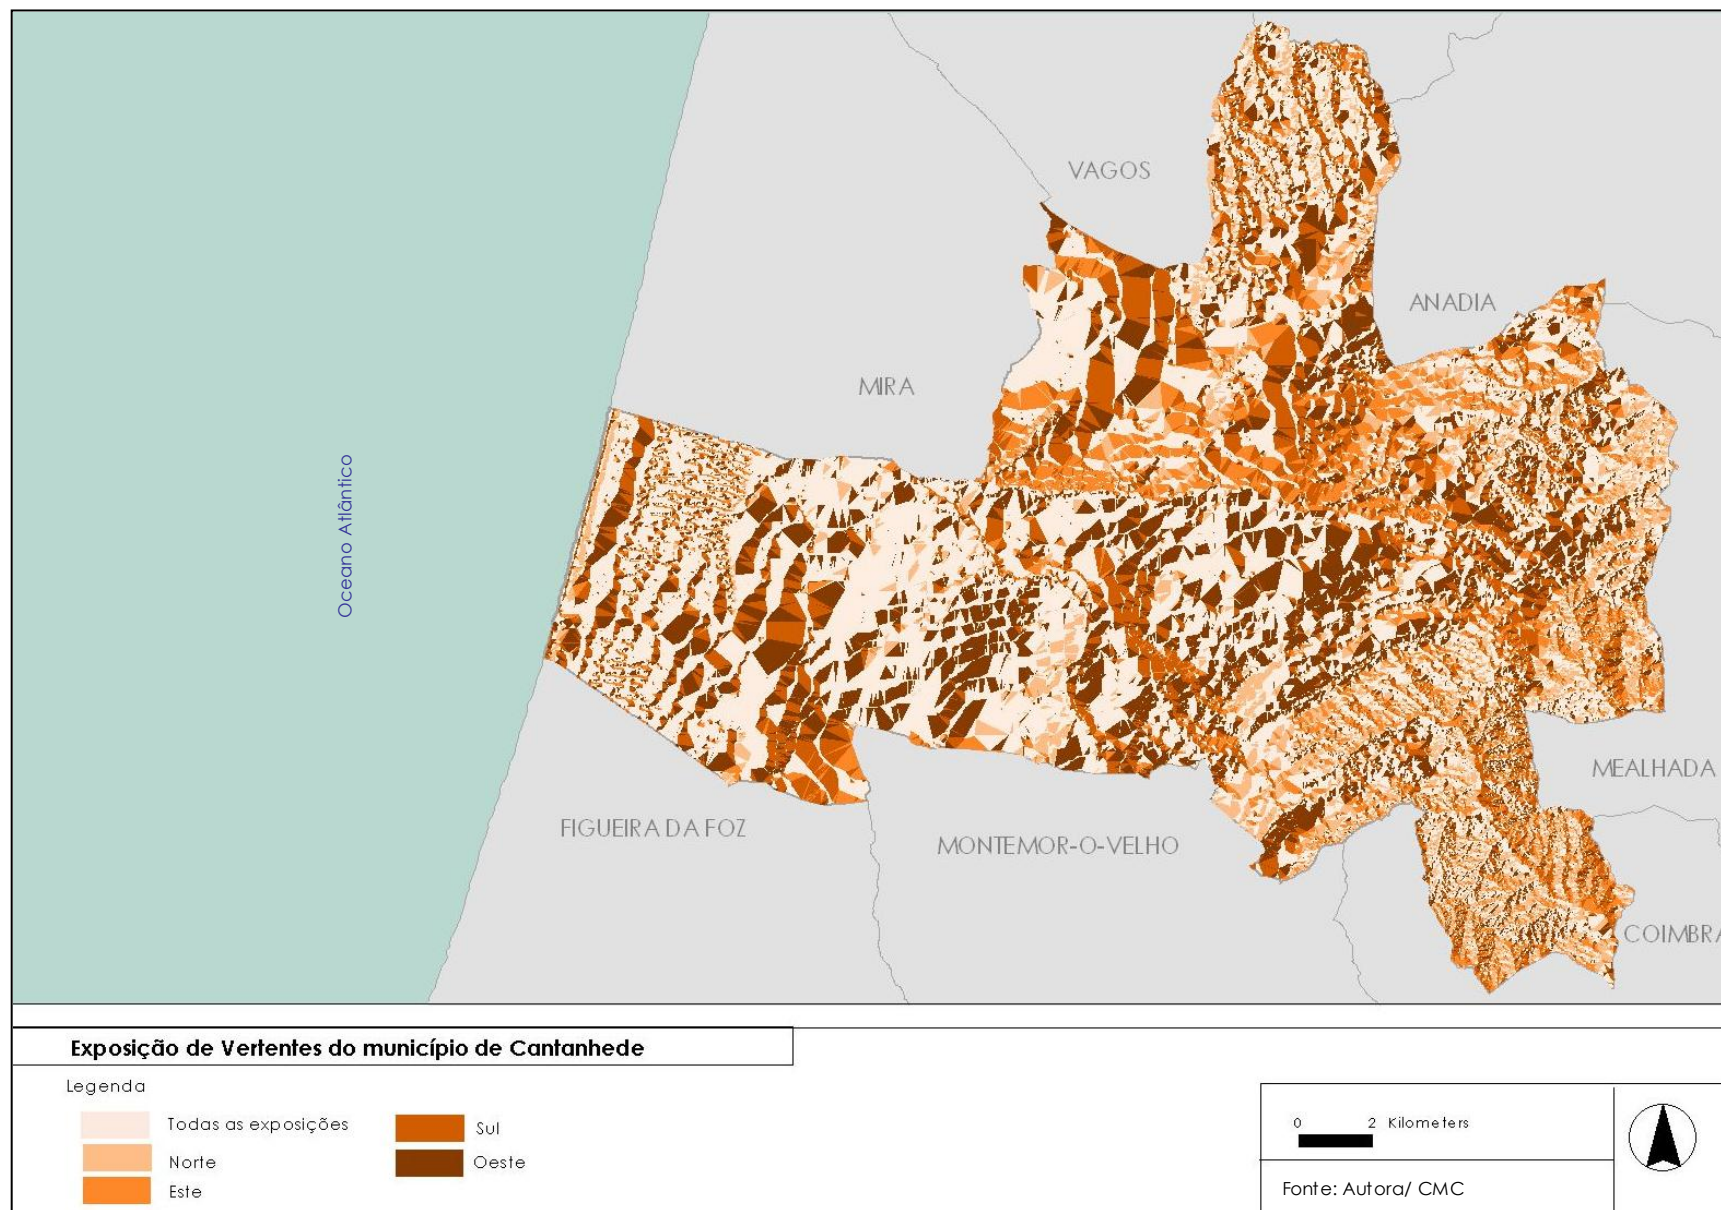 VAGOS
ANADIA
MIRA
Oceano Atlântico
MEALHADA
FIGUEIRA DA FOZ
MONTEMOR-O-VELHO
COIMBRA
Exposição de Vertentes do município de Cantanhede
Legenda
Todas as exposições
Norte
Este
Sul
Oeste
0 2 Kilometers
Fonte: Autora/ CMC